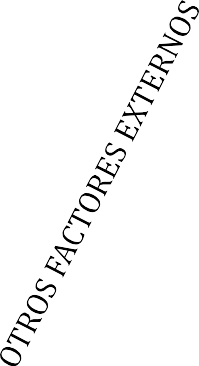 OTROS FACTORES EXTERNOS